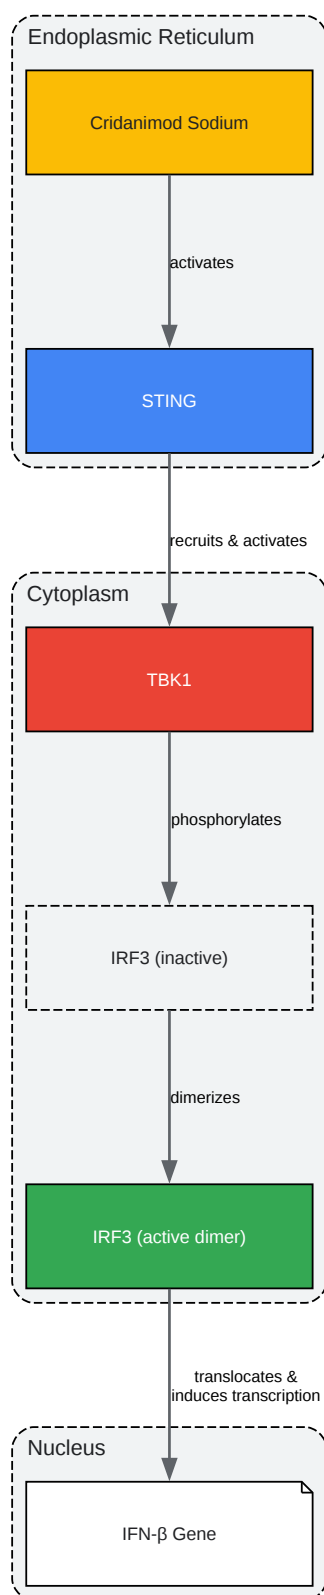 Endoplasmic Reticulum
Cridanimod Sodium
activates
STING
recruits & activates
Cytoplasm
TBK1
phosphorylates
IRF3 (inactive)
dimerizes
IRF3 (active dimer)
translocates &
induces transcription
Nucleus
IFN-β Gene